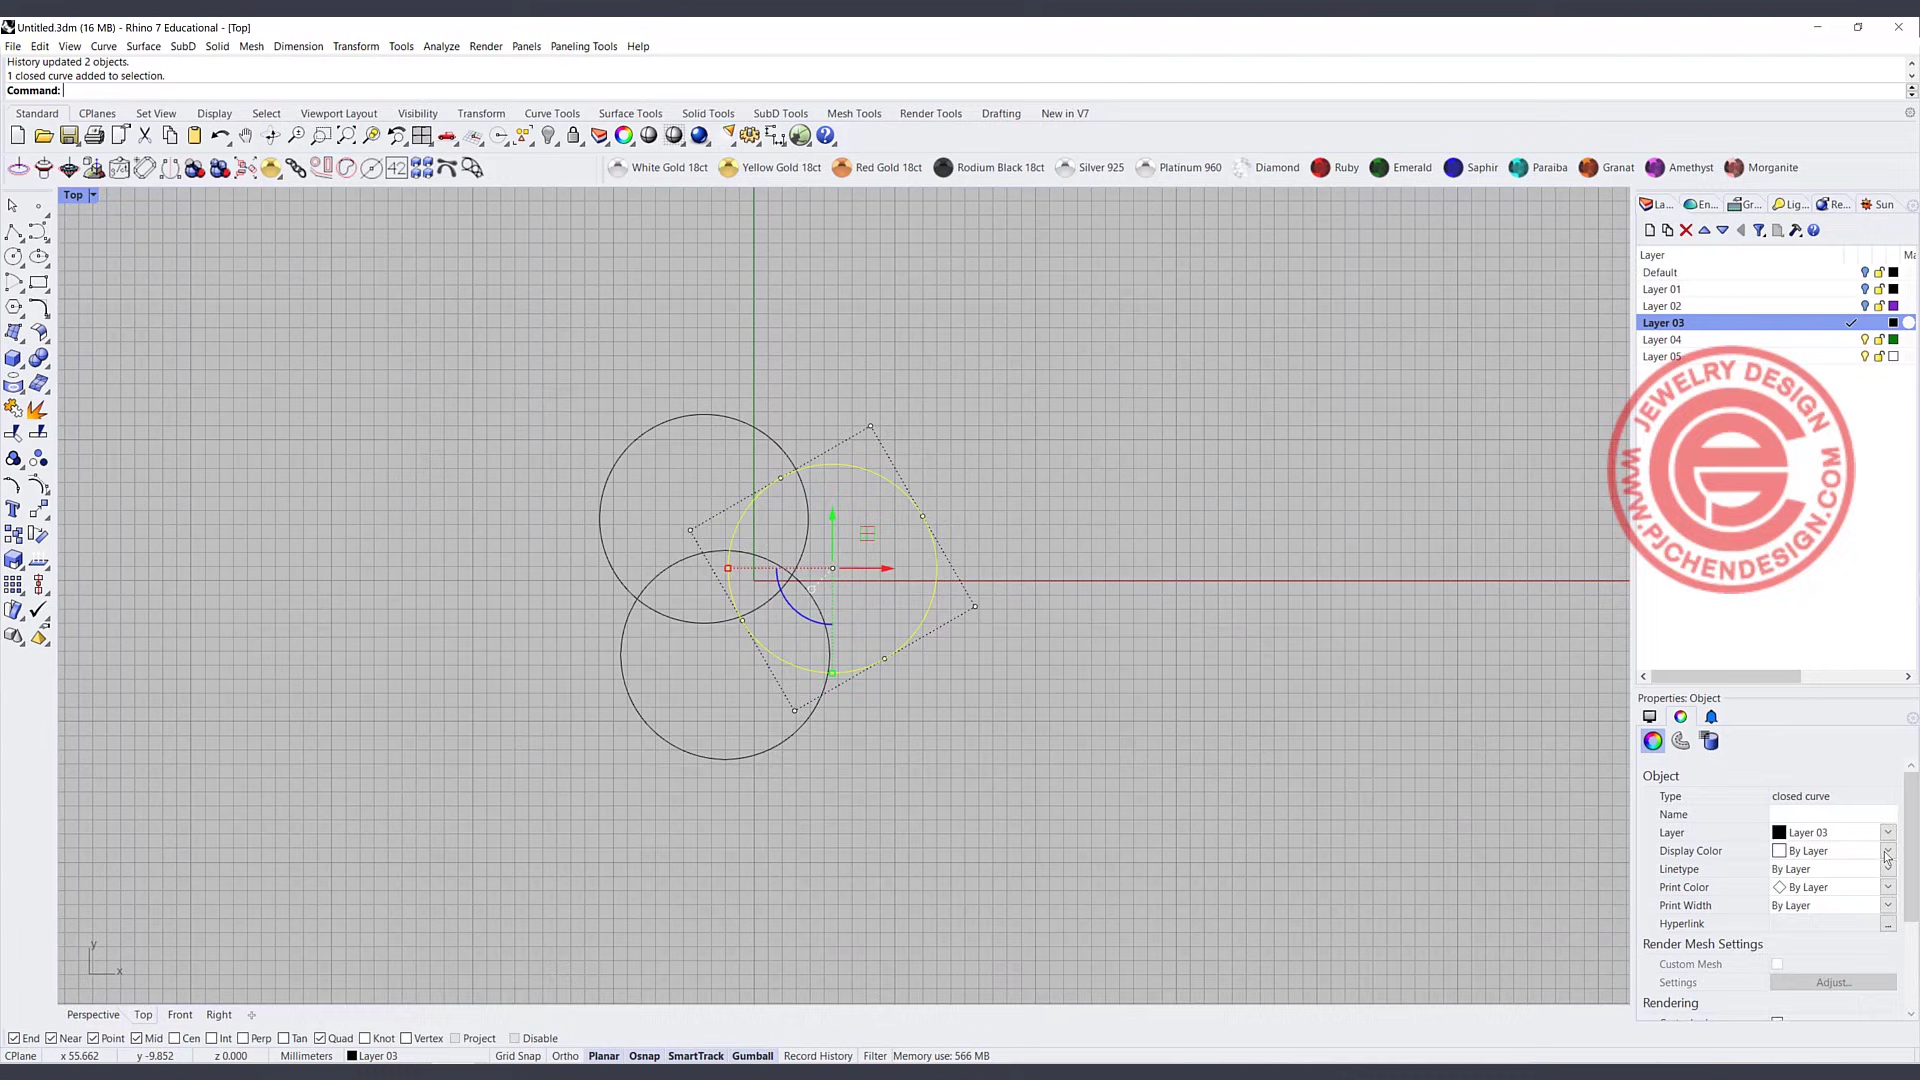 Untitled.3dm (16 MB) - Rhino 7 Educational - [Top]
File Edit View Curve Surface SubD Solid Mesh Dimension Transform Tools Analyze Render Panels Paneling Tools Help
History updated 2 objects.
1 closed curve added to selection.
Command:
Standard CPlanes Set View Display Select Viewport Layout Visibility Transform Curve Tools Surface Tools Solid Tools SubD Tools Mesh Tools Render Tools Drafting New in V7
42 White Gold 18ct Yellow Gold 18ct Red Gold 18ct Rodium Black 18ct Silver 925 Platinum 960 Diamond Ruby Emerald Saphir Paraiba Granat Amethyst Morganite
Top
La... En... Gr... Lig... Re... Sun
Layer Ma
Default
Layer 01
Layer 02
Layer 03
Layer 04
Layer 05
JEWELRY DESIGN
WWW.PJCHENDESIGN.COM
Properties: Object
Object
Type closed curve
Name
Layer Layer 03
Display Color By Layer
Linetype By Layer
Print Color By Layer
Print Width By Layer
Hyperlink ...
Render Mesh Settings
Custom Mesh
Settings Adjust...
Rendering
y
x
Perspective Top Front Right
End Near Point Mid Cen Int Perp Tan Quad Knot Vertex Project Disable
CPlane x 55.662 y -9.852 z 0.000 Millimeters Layer 03 Grid Snap Ortho Planar Osnap SmartTrack Gumball Record History Filter Memory use: 566 MB